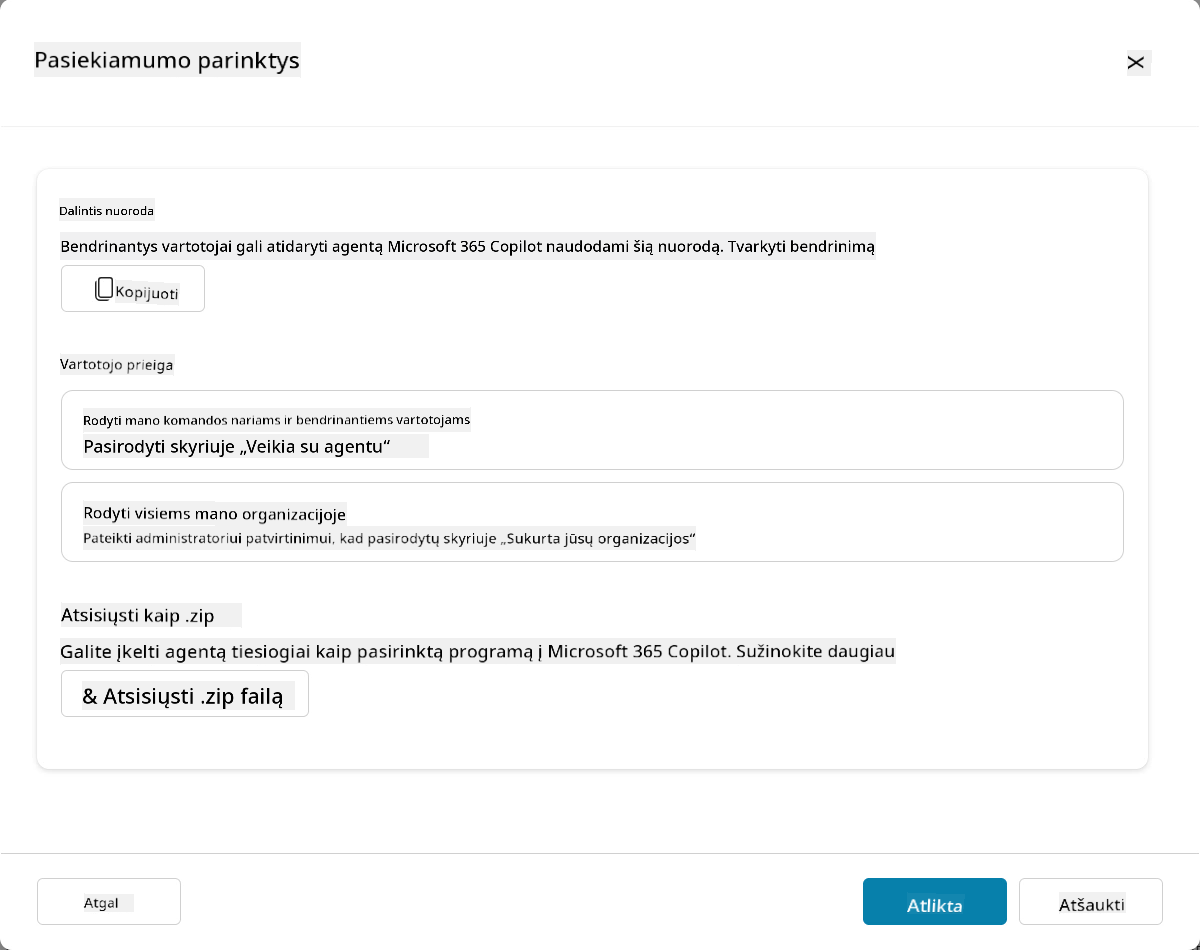 Pasiekiamumo parinktys
Dalintis nuoroda
Bendrinantys vartotojai gali atidaryti agentą Microsoft 365 Copilot naudodami šią nuorodą. Tvarkyti bendrinimą
Kopijuoti
Vartotojo prieiga
Rodyti mano komandos nariams ir bendrinantiems vartotojams
Pasirodyti skyriuje „Veikia su agentu“
Rodyti visiems mano organizacijoje
Pateikti administratoriui patvirtinimui, kad pasirodytų skyriuje „Sukurta jūsų organizacijos“
Atsisiųsti kaip .zip
Galite įkelti agentą tiesiogiai kaip pasirinktą programą į Microsoft 365 Copilot. Sužinokite daugiau
& Atsisiųsti .zip failą
Atgal
Atlikta
Atšaukti